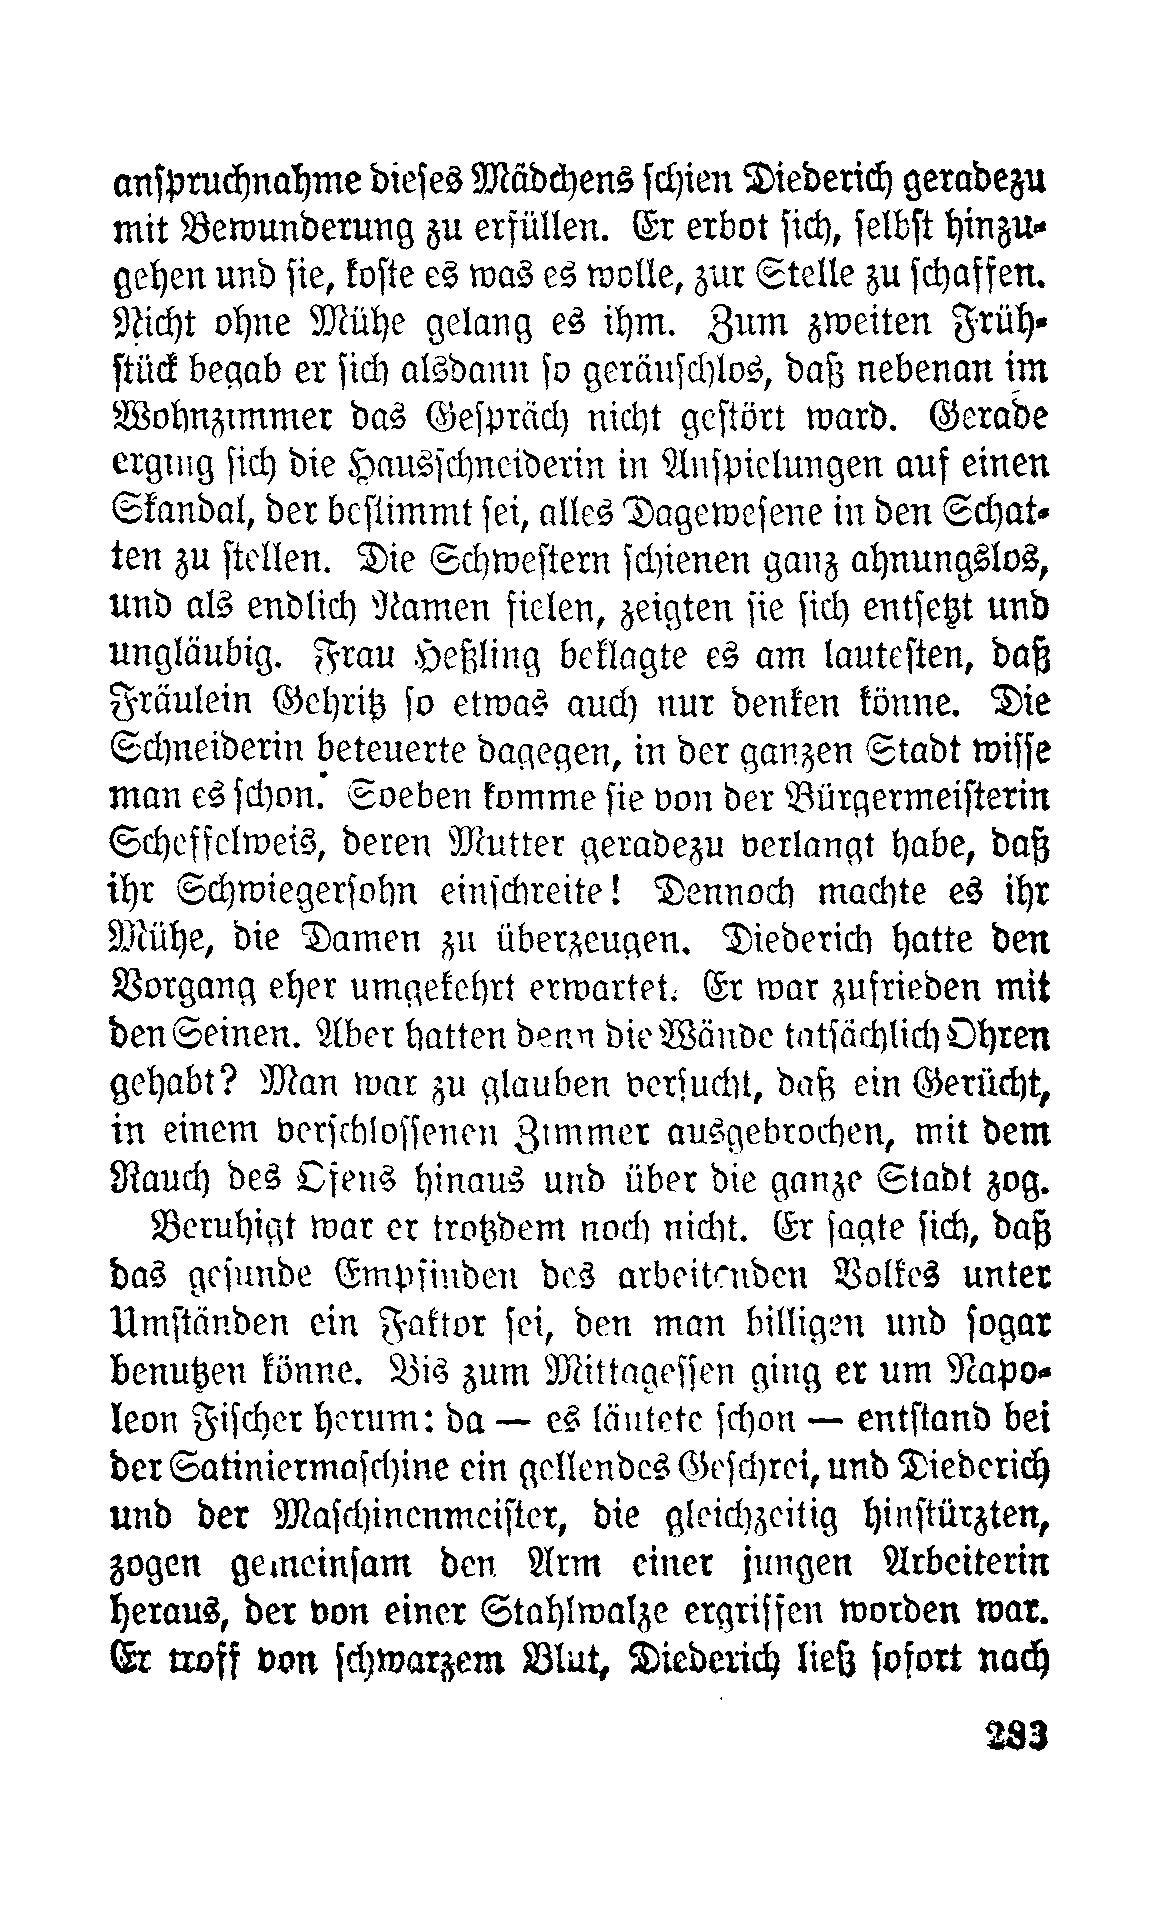 anspruchnahme dieses Mädchens schien Diederich geradezu
mit Bewunderung zu erfüllen. Er erbot sich, selbst hinzu-
gehen und sie, koste es was es wolle, zur Stelle zu schaffen.
Nicht ohne Mühe gelang es ihm. Zum zweiten Früh-
stück begab er sich alsdann so geräuschlos, daß nebenan im
Wohnzimmer das Gespräch nicht gestört ward. Gerade
erging sich die Hausschneiderin in Anspielungen auf einen
Skandal, der bestimmt sei, alles Dagewesene in den Schat-
ten zu stellen. Die Schwestern schienen ganz ahnungslos,
und als endlich Namen fielen, zeigten sie sich entsetzt und
ungläubig. Frau Heßling beklagte es am lautesten, daß
Fräulein Gehritz so etwas auch nur denken könne. Die
Schneiderin beteuerte dagegen, in der ganzen Stadt wisse
man es schon. Soeben komme sie von der Bürgermeisterin
Scheffelweis, deren Mutter geradezu verlangt habe, daß
ihr Schwiegersohn einschreite! Dennoch machte es ihr
Mühe, die Damen zu überzeugen. Diederich hatte den
Vorgang eher umgekehrt erwartet. Er war zufrieden mit
den Seinen. Aber hatten denn die Wände tatsächlich Ohren
gehabt? Man war zu glauben versucht, daß ein Gerücht,
in einem verschlossenen Zimmer ausgebrochen, mit dem
Rauch des Ofens hinaus und über die ganze Stadt zog.
Beruhigt war er trotzdem noch nicht. Er sagte sich, daß
das gesunde Empfinden des arbeitenden Volkes unter
Umständen ein Faktor sei, den man billigen und sogar
benutzen könne. Bis zum Mittagessen ging er um Napo-
leon Fischer herum: da — es läutete schon — entstand bei
der Satiniermaschine ein gellendes Geschrei, und Diederich
und der Maschinenmeister, die gleichzeitig hinstürzten,
zogen gemeinsam den Arm einer jungen Arbeiterin
heraus, der von einer Stahlwalze ergriffen worden war.
Er troff von schwarzem Blut, Diederich ließ sofort nach
283